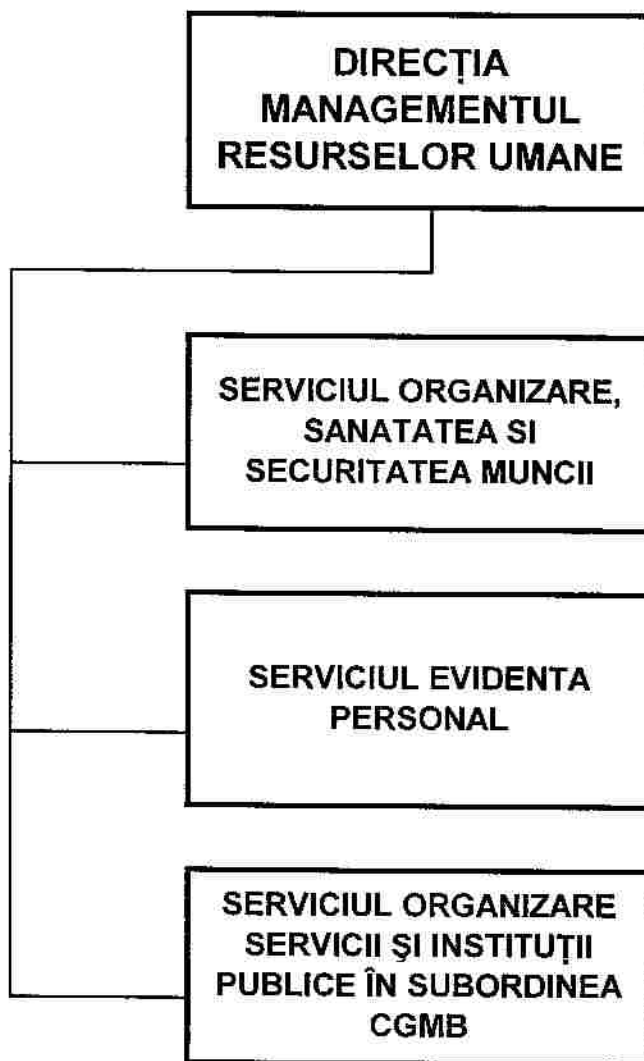 DIRECȚIA
MANAGEMENTUL
RESURSELOR UMANE
SERVICIUL ORGANIZARE,
SANATATEA SI
SECURITATEA MUNCII
SERVICIUL EVIDENTA
PERSONAL
SERVICIUL ORGANIZARE
SERVICII ŞI INSTITUȚII
PUBLICE ÎN SUBORDINEA
CGMB